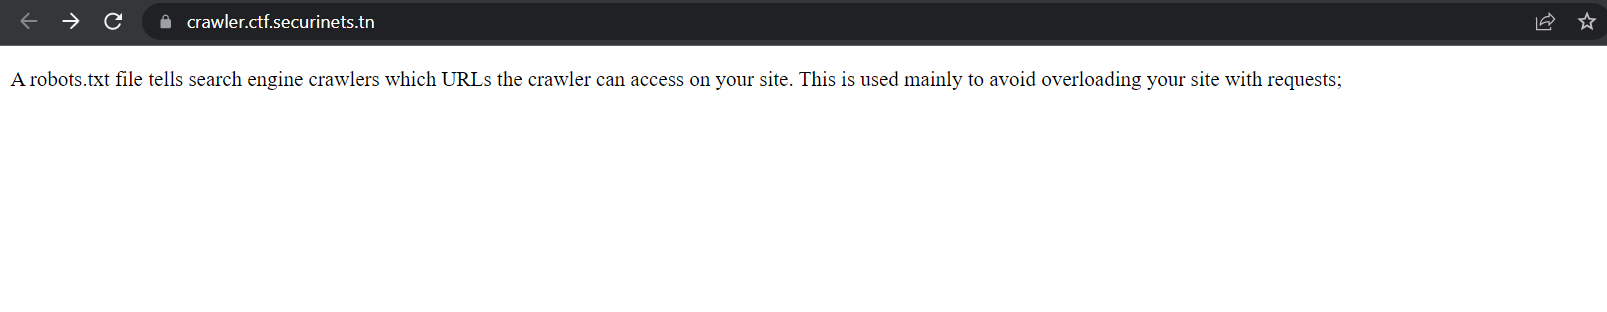 crawler.ctf.securinets.tn
A robots.txt file tells search engine crawlers which URLs the crawler can access on your site. This is used mainly to avoid overloading your site with requests;